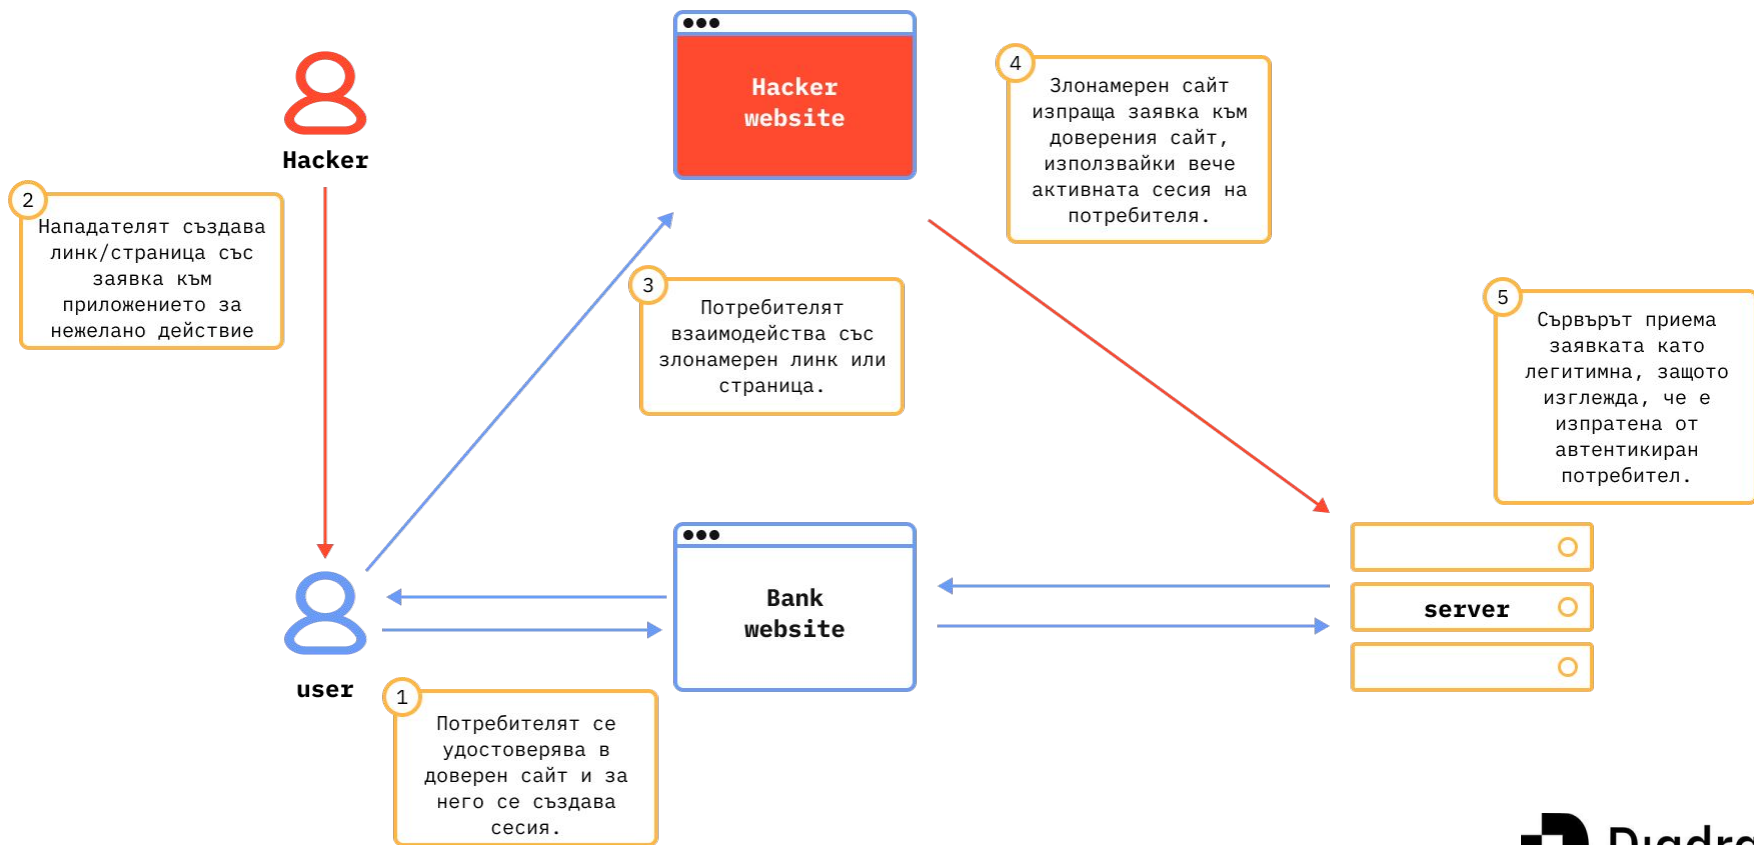 Hacker
website
4
Злонамерен сайт
изпраща заявка към
доверения сайт,
използвайки вече
активната сесия на
потребителя.
Hacker
2
Нападателят създава
линк/страница със
заявка към
приложението за
нежелано действие
3
Потребителят
взаимодейства със
злонамерен линк или
страница.
5
Сървърът приема
заявката като
легитимна, защото
изглежда, че е
изпратена от
автентикиран
потребител.
Bank
website
server
user
1
Потребителят се
удостоверява в
доверен сайт и за
него се създава
сесия.